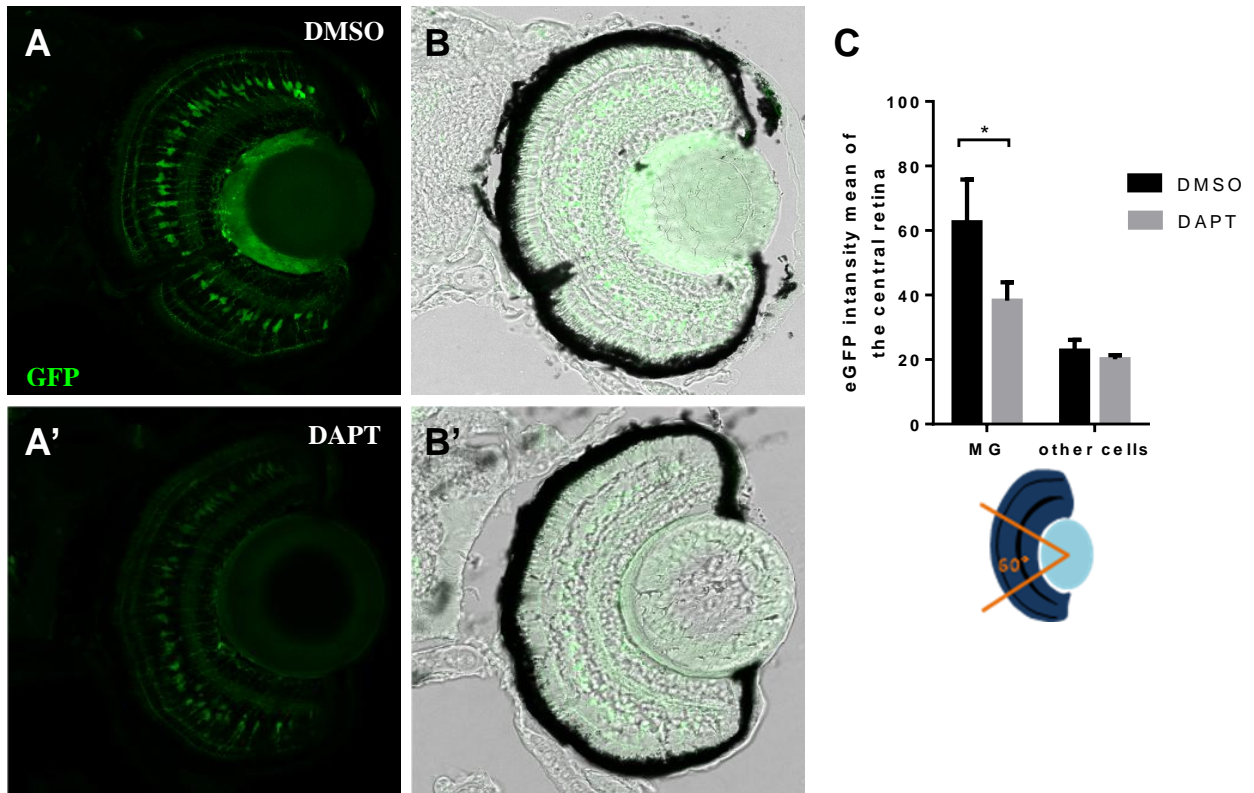 A
DMSO
GFP
B
C
100
80
60
40
20
0
eGFP intansity mean of
the central retina
*
MG
other cells
DMSO
DAPT
60°
A'
DAPT
B'